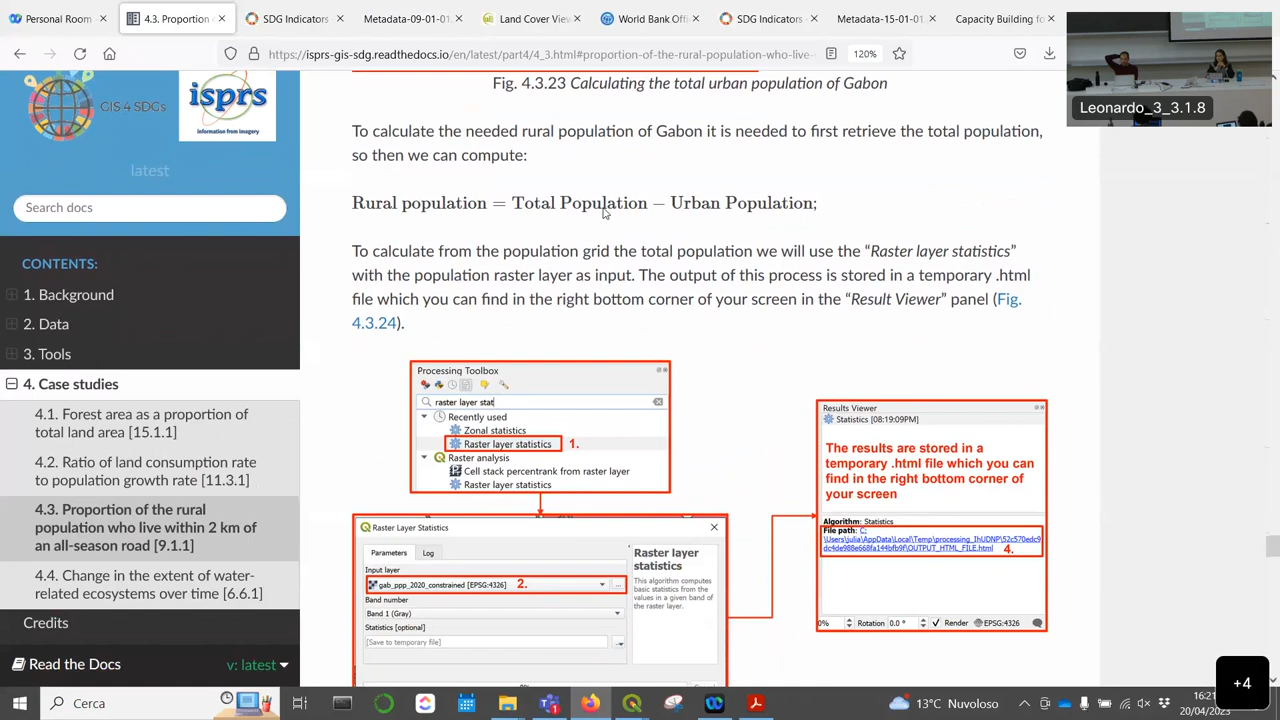 Personal Room
4.3. Proportion
SDG Indicators
Metadata-09-01-0
Land Cover Vie
World Bank Offi
SDG Indicators
Metadata-15-01-0
Capacity Building fo
https://isprs-gis-sdg.readthedocs.io/en/latest/part4/4_3.html#proportion-of-the-rural-population-who-live-
120%
Leonardo_3_3.1.8
GIS 4 SDGs
isprs
information from imagery
latest
Search docs
CONTENTS:
1. Background
2. Data
3. Tools
4. Case studies
4.1. Forest area as a proportion of
total land area [15.1.1]
4.2. Ratio of land consumption rate
to population growth rate [11.3.1]
4.3. Proportion of the rural
population who live within 2 km of
an all-season road [9.1.1]
4.4. Change in the extent of water-
related ecosystems over time [6.6.1]
Credits
Read the Docs
v: latest
Fig. 4.3.23 Calculating the total urban population of Gabon
To calculate the needed rural population of Gabon it is needed to first retrieve the total population,
so then we can compute:
Rural population = Total Population − Urban Population;
To calculate from the population grid the total population we will use the “Raster layer statistics”
with the population raster layer as input. The output of this process is stored in a temporary .html
file which you can find in the right bottom corner of your screen in the “Result Viewer” panel (Fig.
4.3.24).
Processing Toolbox
raster layer stat
Recently used
Zonal statistics
Raster layer statistics 1.
Raster analysis
Cell stack percentrank from raster layer
Raster layer statistics
Raster Layer Statistics
Parameters
Log
Input layer
gab_ppp_2020_constrained [EPSG:4326] 2.
Band number
Band 1 (Gray)
Statistics [optional]
[Save to temporary file]
Raster layer
statistics
This algorithm computes
basic statistics from the
values in a given band of
the raster layer.
0%
Results Viewer
Statistics [08:19:09PM]
The results are stored in a
temporary .html file which you can
find in the right bottom corner of
your screen
Algorithm: Statistics
File path: C:
\Users\julia\AppData\Local\Temp\processing_IhUDNP\52c570edc9
dc4de988e668fa144bfb9f\OUTPUT_HTML_FILE.html 4.
0%
Rotation 0.0 °
Render
EPSG:4326
+4
Cerca
13°C Nuvoloso
16:21
20/04/2023